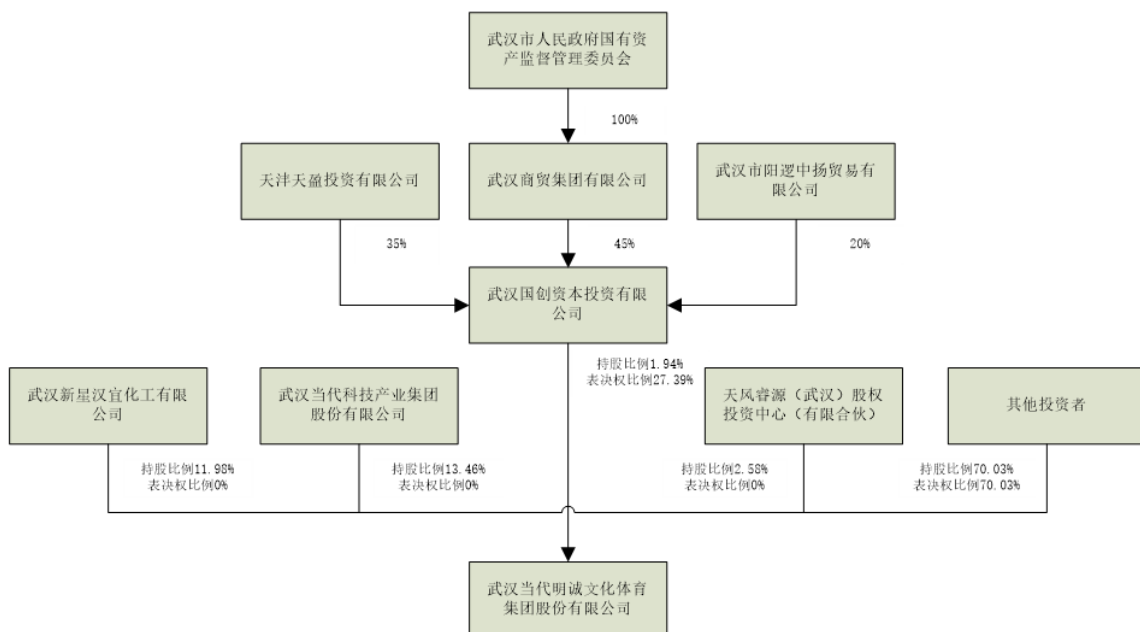 武汉市人民政府国有资
产监督管理委员会
100%
天沣天盈投资有限公司
武汉商贸集团有限公司
武汉市阳逻中扬贸易有
限公司
35%
45%
20%
武汉国创资本投资有限
公司
持股比例1.94%
表决权比例27.39%
武汉新星汉宜化工有限
公司
武汉当代科技产业集团
股份有限公司
天风睿源（武汉）股权
投资中心（有限合伙）
其他投资者
持股比例11.98%
表决权比例0%
持股比例13.46%
表决权比例0%
持股比例2.58%
表决权比例0%
持股比例70.03%
表决权比例70.03%
武汉当代明诚文化体育
集团股份有限公司